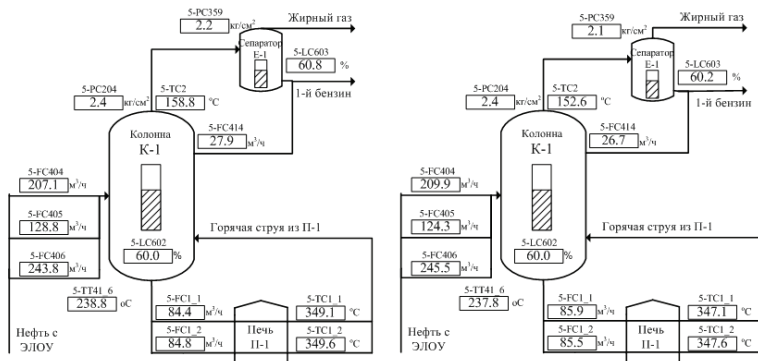 5-PC359
2.2 кг/см²
Жирный газ
Сепаратор
Е-1
5-LC603
60.8 %
1-й бензин
5-PC204
2.4 кг/см²
5-TC2
158.8 °С
5-FC414
27.9 м³/ч
Колонна
К-1
5-FC404
207.1 м³/ч
5-FC405
128.8 м³/ч
5-FC406
243.8 м³/ч
Горячая струя из П-1
5-LC602
60.0 %
5-TT41_6
238.8 оС
5-FC1_1
84.4 м³/ч
5-FC1_2
84.8 м³/ч
Печь
П-1
5-TC1_1
349.1 °С
5-TC1_2
349.6 °С
Нефть с
ЭЛОУ
5-PC359
2.1 кг/см²
Жирный газ
Сепаратор
Е-1
5-LC603
60.2 %
1-й бензин
5-PC204
2.4 кг/см²
5-TC2
152.6 °С
5-FC414
26.7 м³/ч
Колонна
К-1
5-FC404
209.9 м³/ч
5-FC405
124.3 м³/ч
5-FC406
245.5 м³/ч
Горячая струя из П-1
5-LC602
60.0 %
5-TT41_6
237.8 оС
5-FC1_1
85.9 м³/ч
5-FC1_2
85.5 м³/ч
Печь
П-1
5-TC1_1
347.1 °С
5-TC1_2
347.6 °С
Нефть с
ЭЛОУ